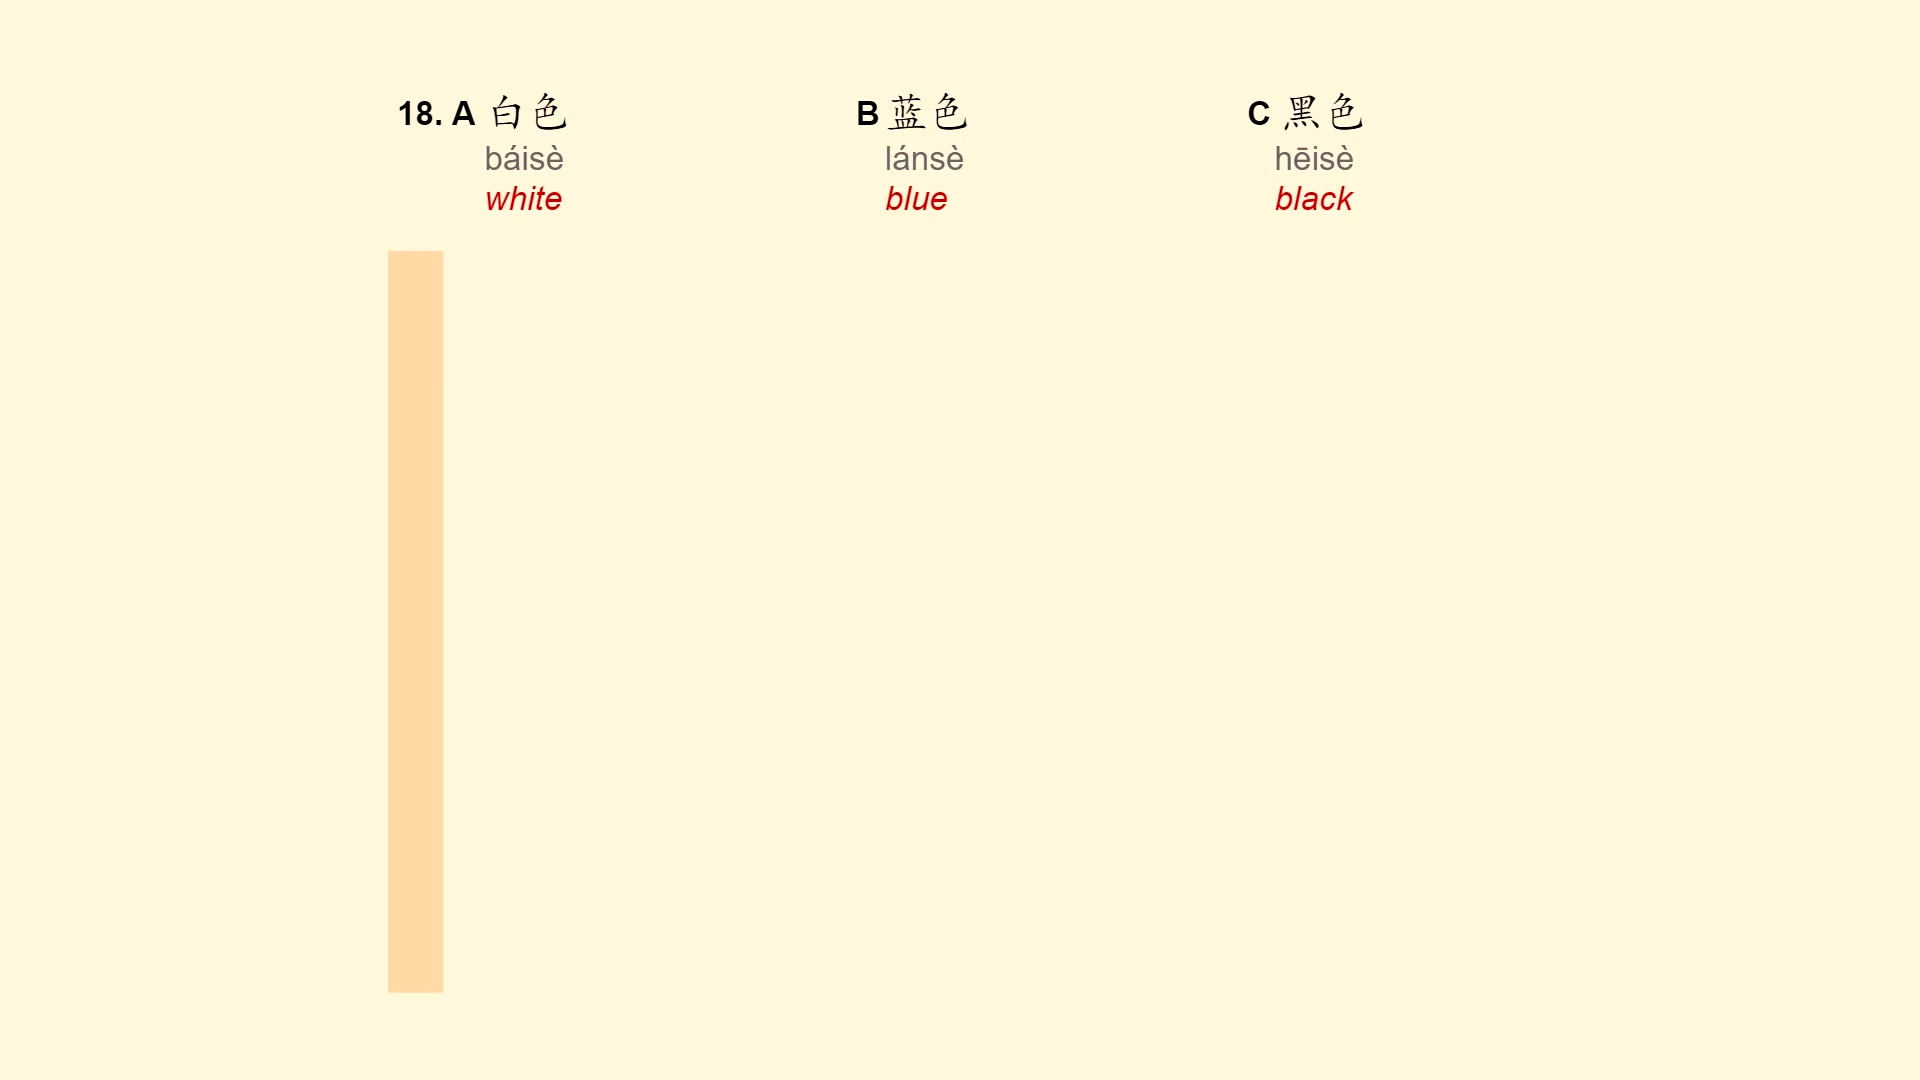 18. A 白色 B 蓝色 C 黑色
báisè lánsè hēisè
white blue black